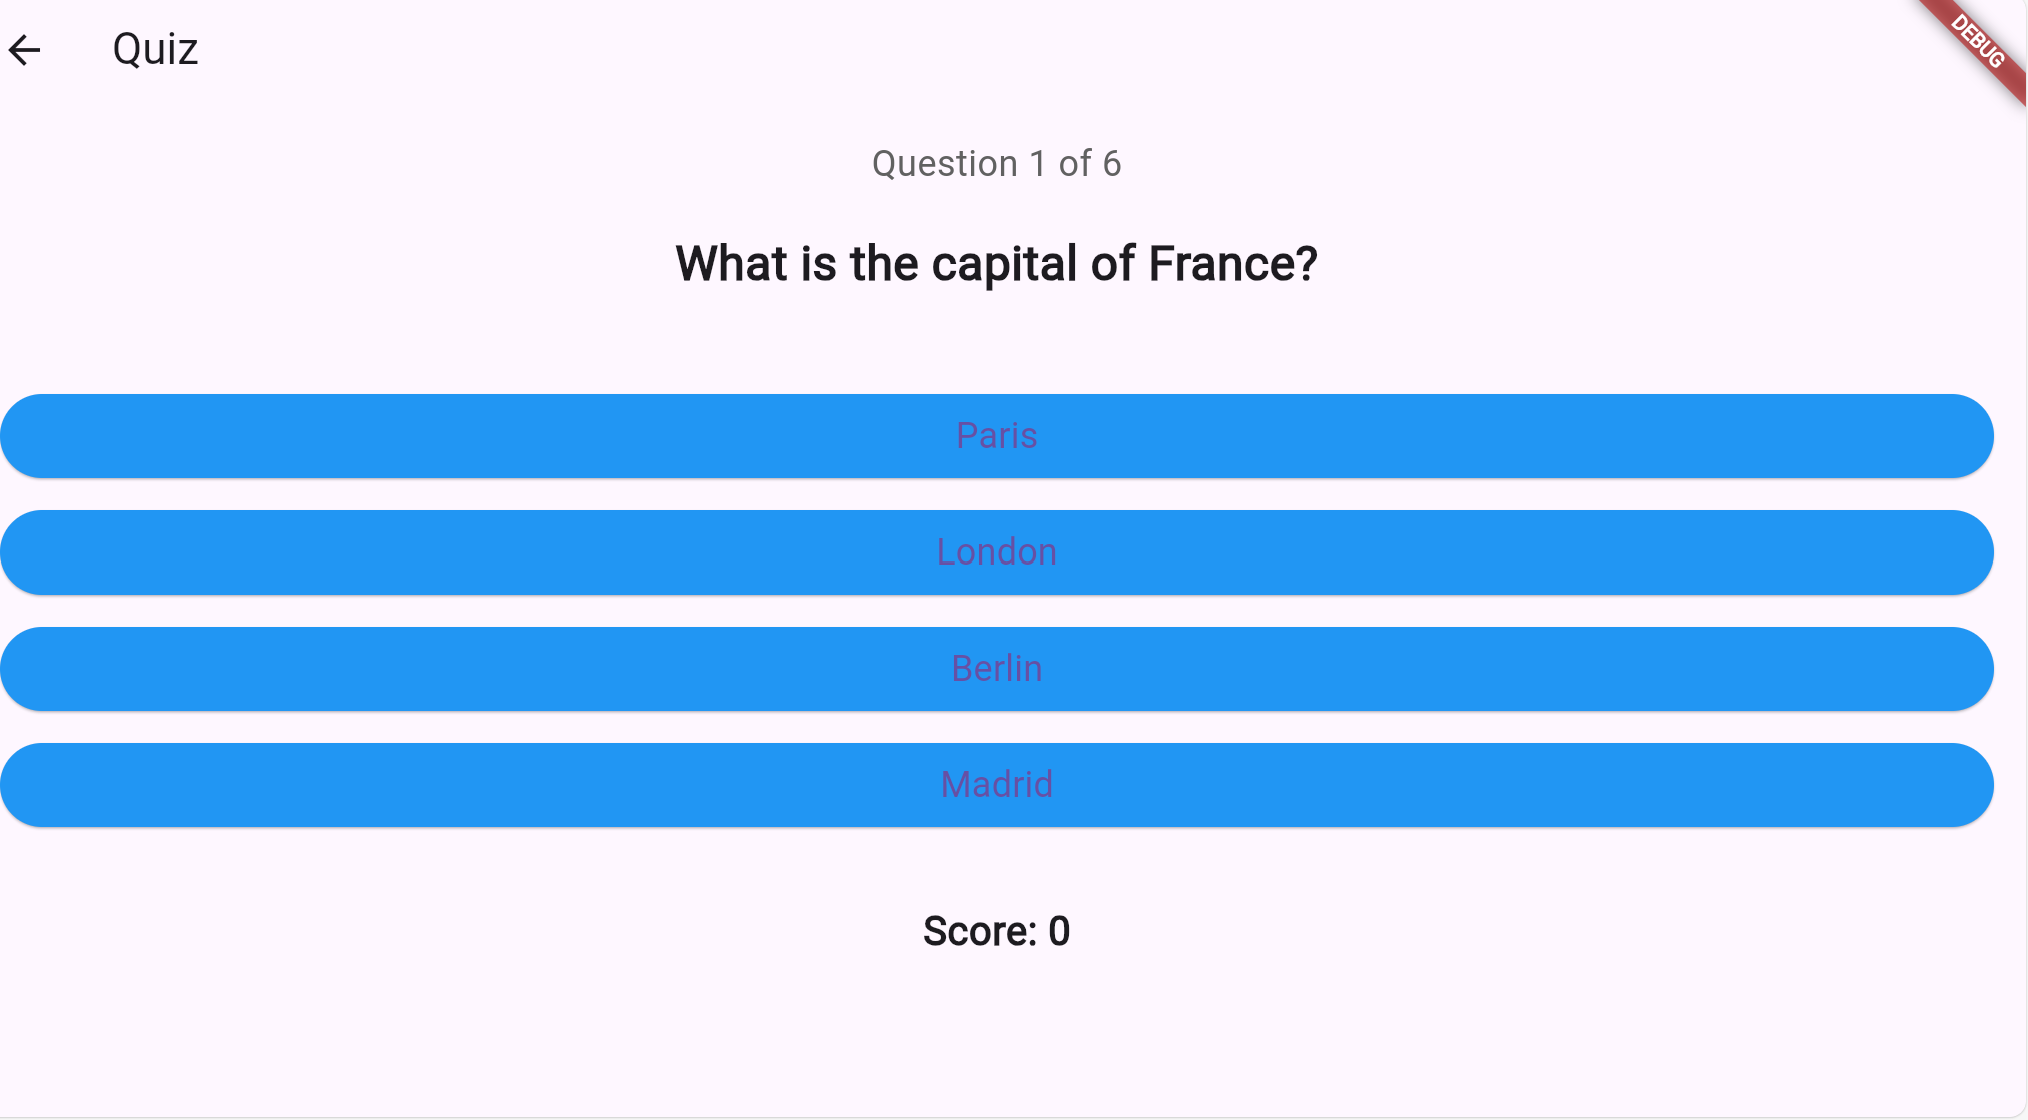 Quiz
DEBUG
Question 1 of 6
What is the capital of France?
Paris
London
Berlin
Madrid
Score: 0